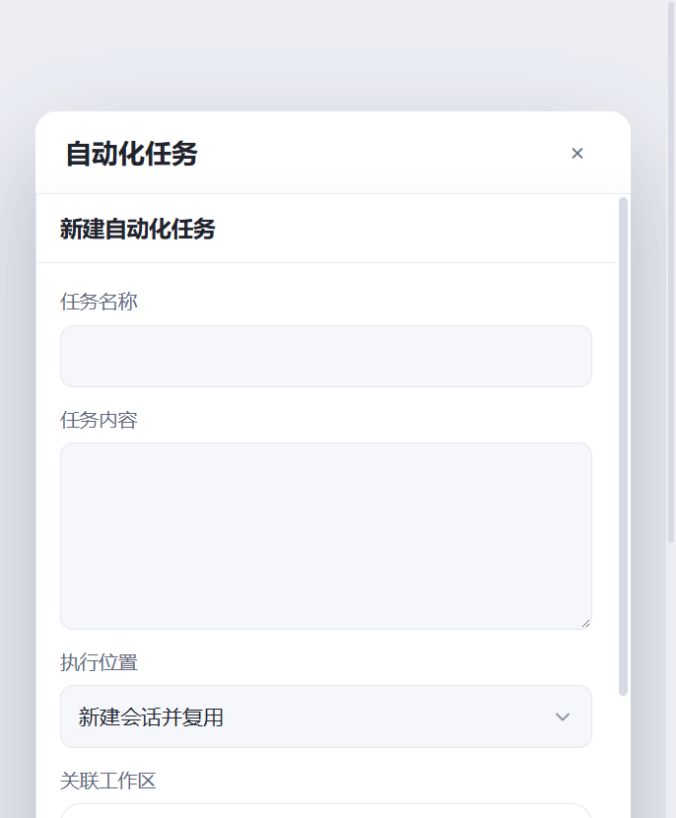 自动化任务
×
新建自动化任务
任务名称
任务内容
执行位置
新建会话并复用
关联工作区